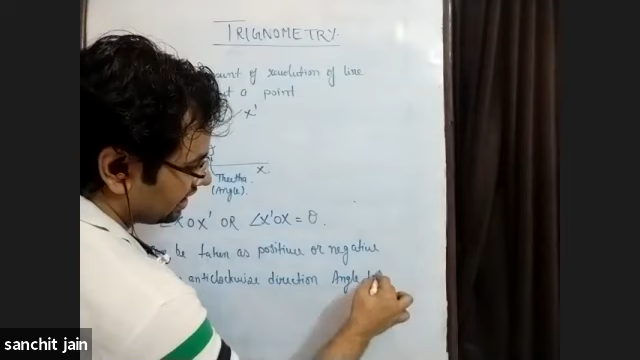 TRIGNOMETRY.
of revolution of line
a point
x'
x.
Theetha
(Angle).
XOX' OR ∠X'OX = θ.
be taken as positive or negative
anticlockwise direction Angle
sanchit jain